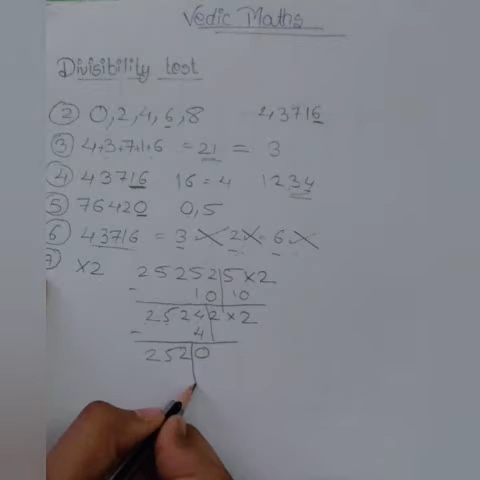 Vedic Maths
Divisibility test
② 0,2,4,6,8 43716
③ 4+3+7+1+6 = 21 = 3
④ 43716 16=4 1234
⑤ 76420 0,5
⑥ 43716 = 3 × 2 × 6 ×
7 ×2 25252|5×2
- 10|10
2524|2×2
- 4
252|0